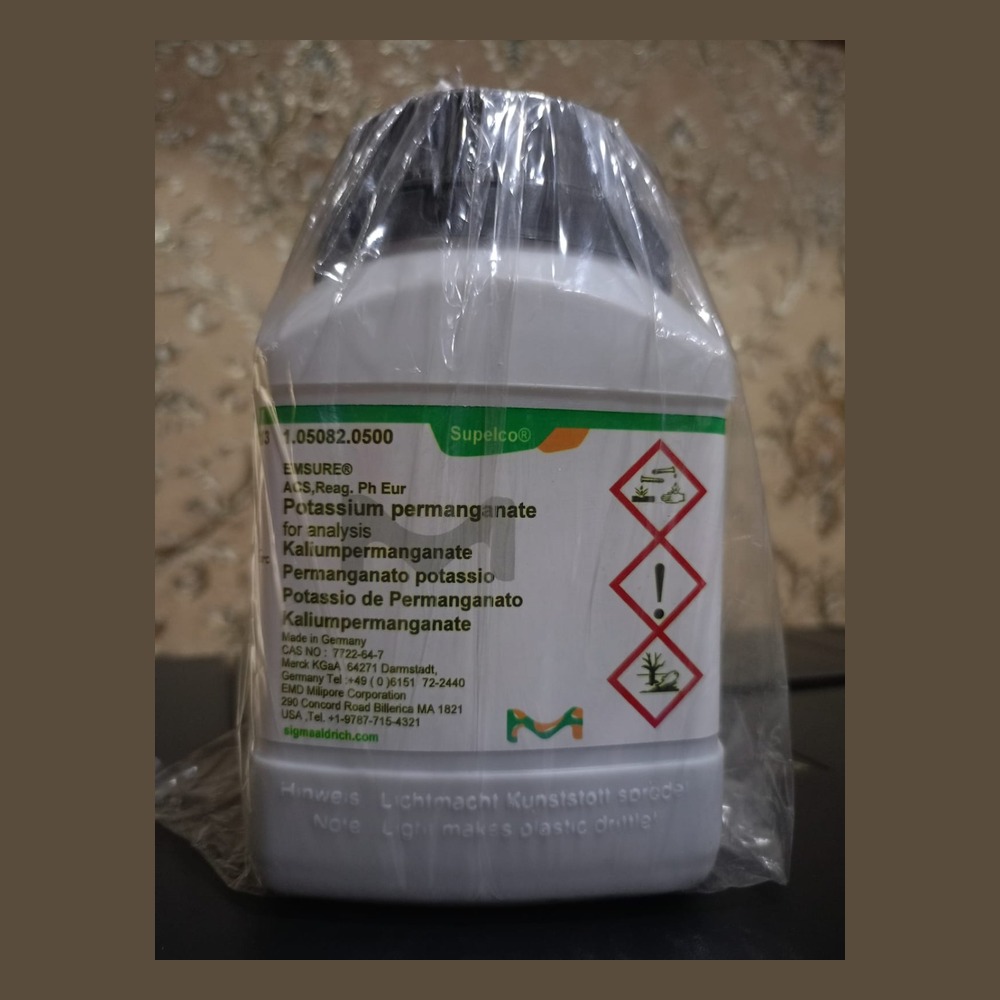 1.05082.0500
Supelco®
EMSURE®
ACS,Reag. Ph Eur
Potassium permanganate
for analysis
Kaliumpermanganate
Permanganato potassio
Potassio de Permanganato
Kaliumpermanganate
Made in Germany
CAS NO : 7722-64-7
Merck KGaA 64271 Darmstadt,
Germany Tel :+49 ( 0 )6151 72-2440
EMD Milipore Corporation
290 Concord Road Billerica MA 1821
USA ,Tel. +1-9787-715-4321
sigmaaldrich.com
Hinweis Lichtmacht Kunststoff spröde
Note Light makes plastic